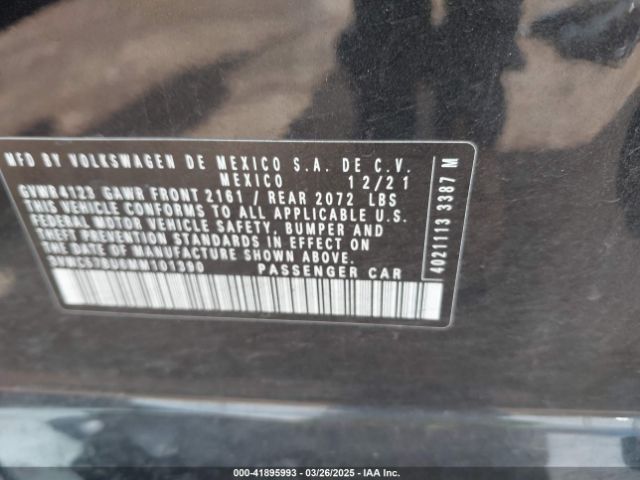 MFD BY VOLKSWAGEN DE MEXICO S.A. DE C.V.
MEXICO 12/21
GVWR4123 GAWR FRONT 2161 / REAR 2072 LBS
THIS VEHICLE CONFORMS TO ALL APPLICABLE U.S.
FEDERAL MOTOR VEHICLE SAFETY, BUMPER AND
THEFT PREVENTION STANDARDS IN EFFECT ON
THE DATE OF MANUFACTURE SHOWN ABOVE.
PASSENGER CAR
4021113 3387 M
000-41895993 — 03/26/2025 — IAA Inc.